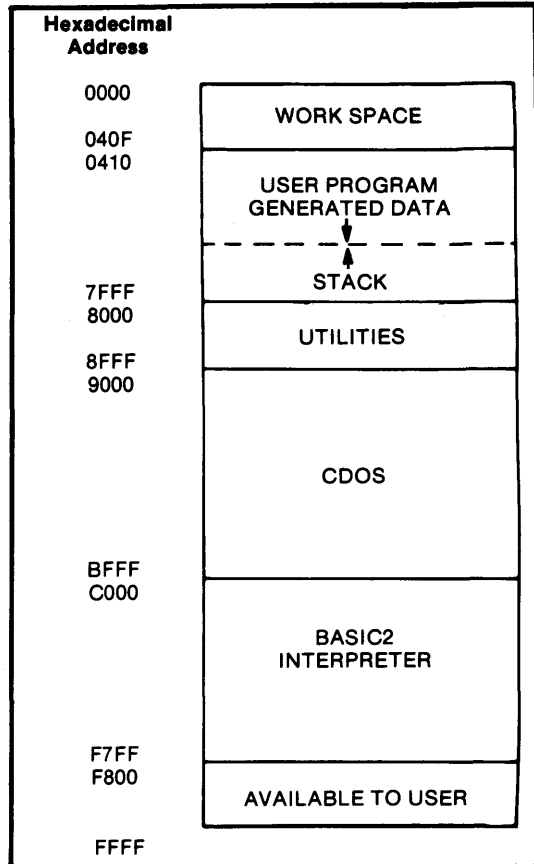 Hexadecimal
Address
0000
WORK SPACE
040F
0410
USER PROGRAM
GENERATED DATA
STACK
7FFF
8000
UTILITIES
8FFF
9000
CDOS
BFFF
C000
BASIC2
INTERPRETER
F7FF
F800
AVAILABLE TO USER
FFFF